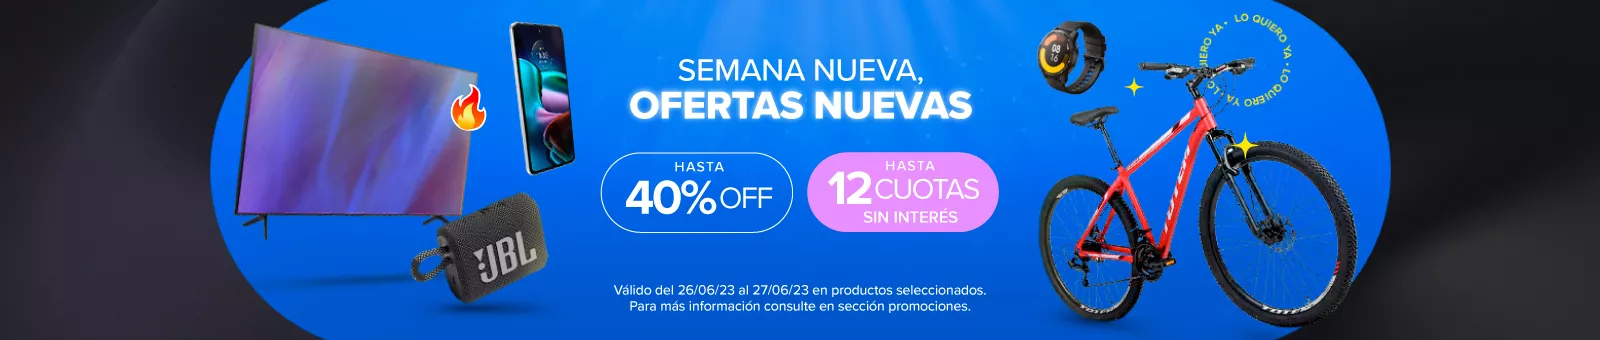 SEMANA NUEVA,
OFERTAS NUEVAS
HASTA
40% OFF
HASTA
12 CUOTAS
SIN INTERÉS
Válido del 26/06/23 al 27/06/23 en productos seleccionados.
Para más información consulte en sección promociones.
JBL
08
16
LO QUIERO YA • LO QUIERO YA • LO QUIERO YA •